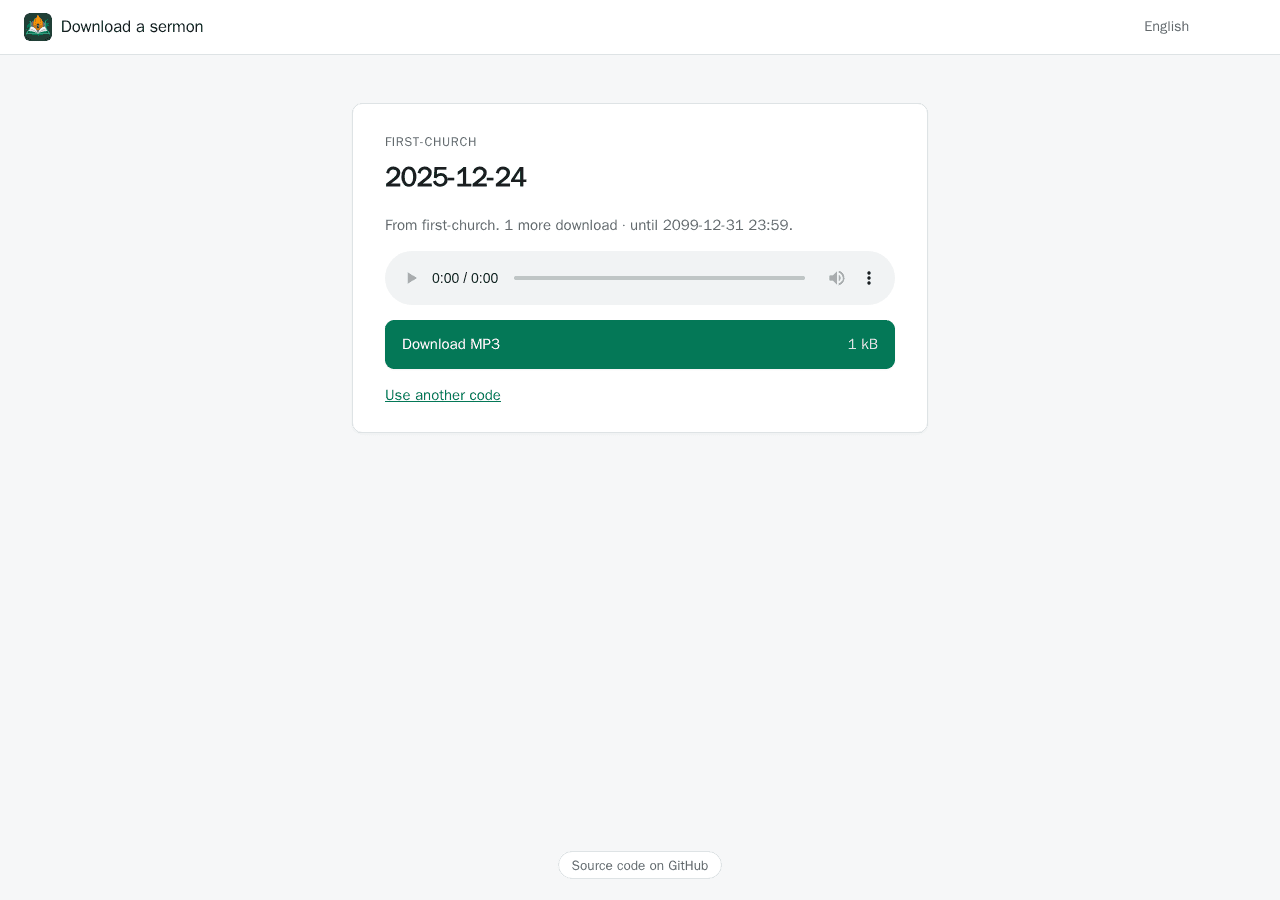 Download a sermon
English
FIRST-CHURCH
2025-12-24
From first-church. 1 more download · until 2099-12-31 23:59.
0:00 / 0:00
Download MP3 1 kB
Use another code
Source code on GitHub